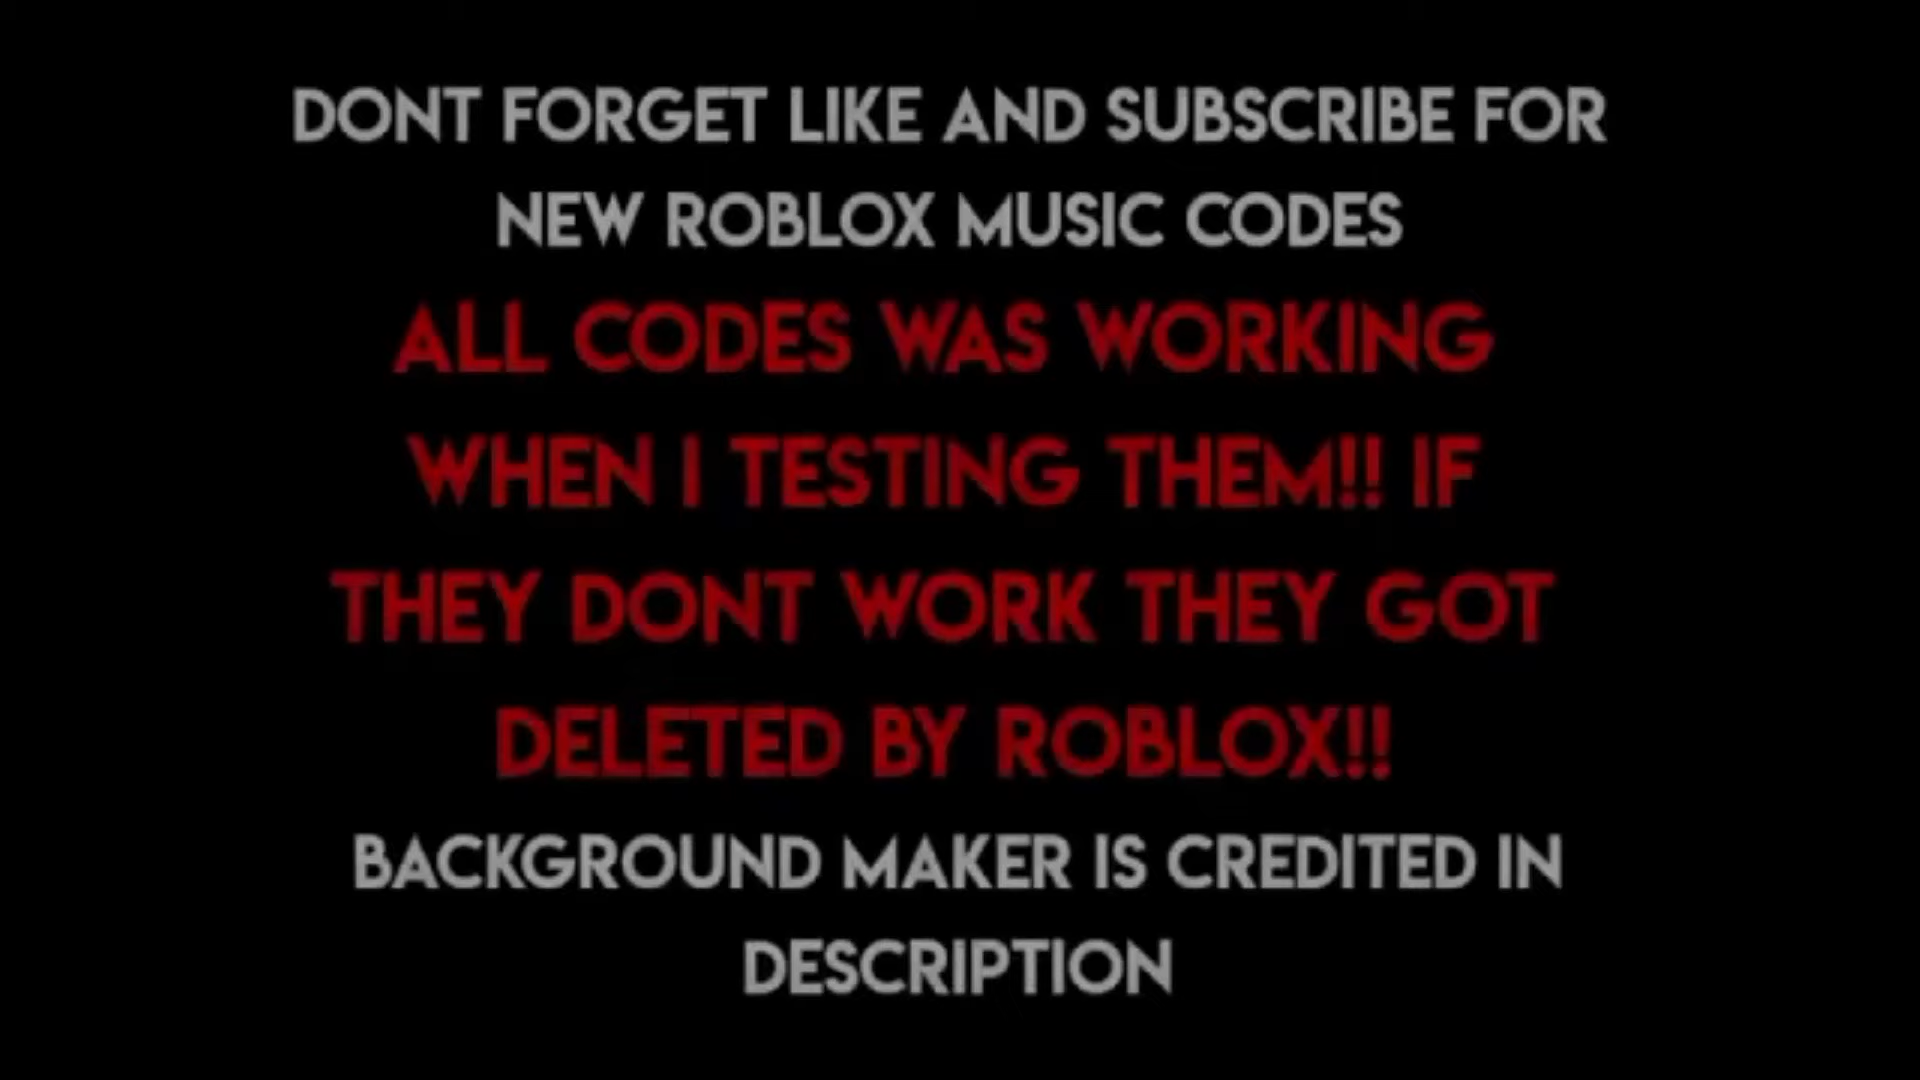 DONT FORGET LIKE AND SUBSCRIBE FOR
NEW ROBLOX MUSIC CODES
ALL CODES WAS WORKING
WHEN I TESTING THEM!! IF
THEY DONT WORK THEY GOT
DELETED BY ROBLOX!!
BACKGROUND MAKER IS CREDITED IN
DESCRIPTION